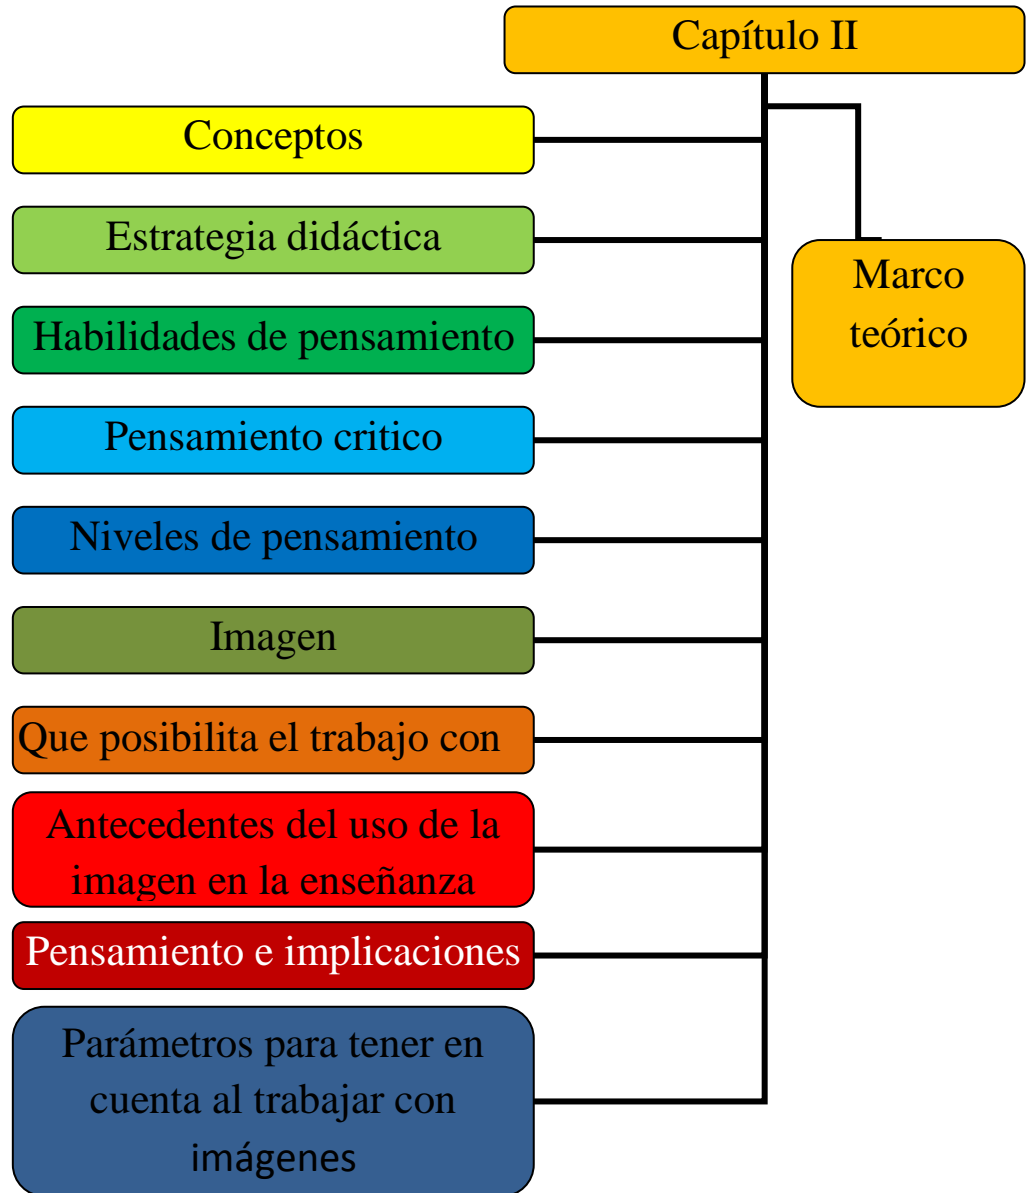 Capítulo II
Conceptos
Estrategia didáctica
Habilidades de pensamiento
Pensamiento critico
Niveles de pensamiento
Imagen
Que posibilita el trabajo con
Antecedentes del uso de la
imagen en la enseñanza
Pensamiento e implicaciones
Parámetros para tener en
cuenta al trabajar con
imágenes
Marco
teórico